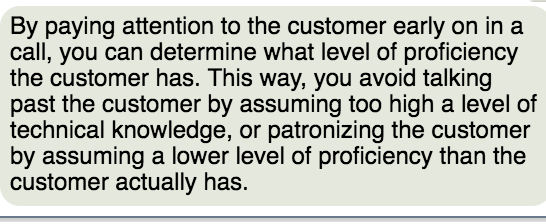 By paying attention to the customer early on in a
call, you can determine what level of proficiency
the customer has. This way, you avoid talking
past the customer by assuming too high a level of
technical knowledge, or patronizing the customer
by assuming a lower level of proficiency than the
customer actually has.